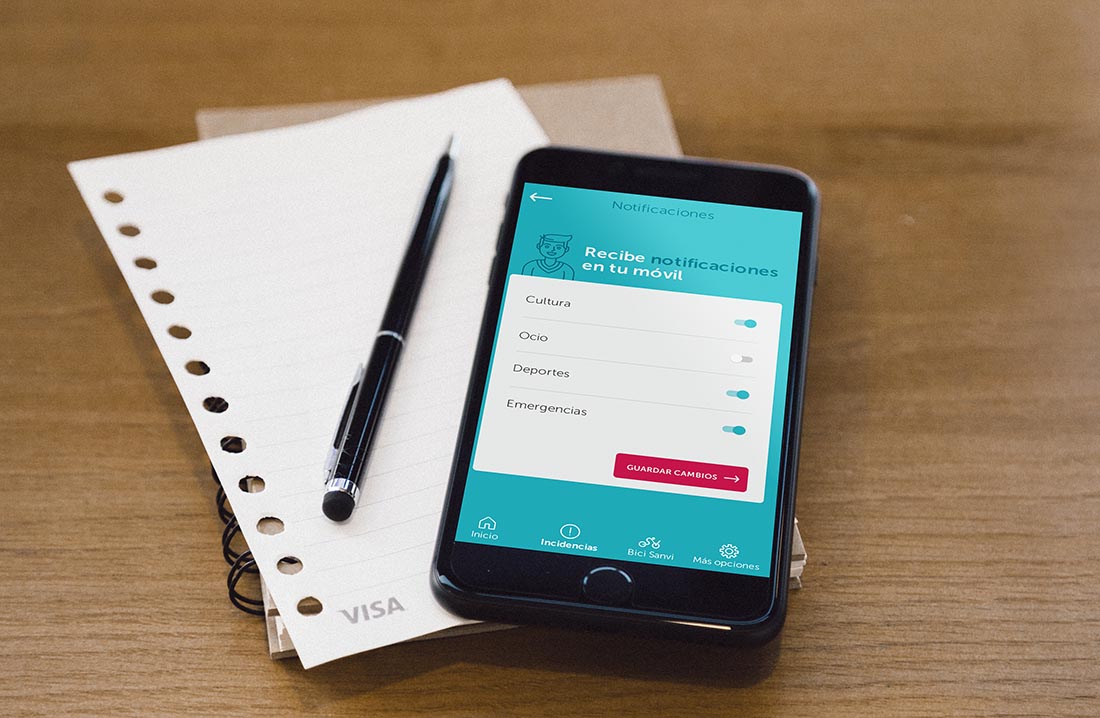 Notificaciones
Recibe notificaciones
en tu móvil
Cultura
Ocio
Deportes
Emergencias
GUARDAR CAMBIOS
Inicio
Incidencias
Bici Sanvi
Más opciones
VISA